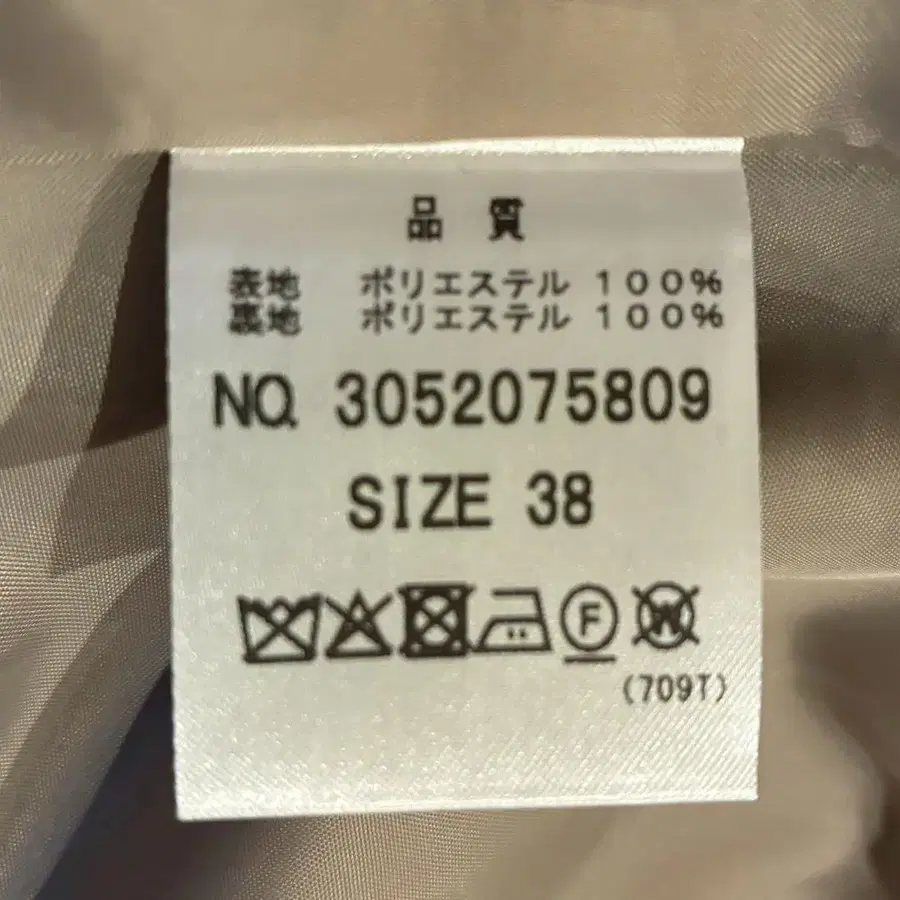 品 質
表地 ポリエステル 100%
裏地 ポリエステル 100%
NO. 3052075809
SIZE 38
F W
(709T)